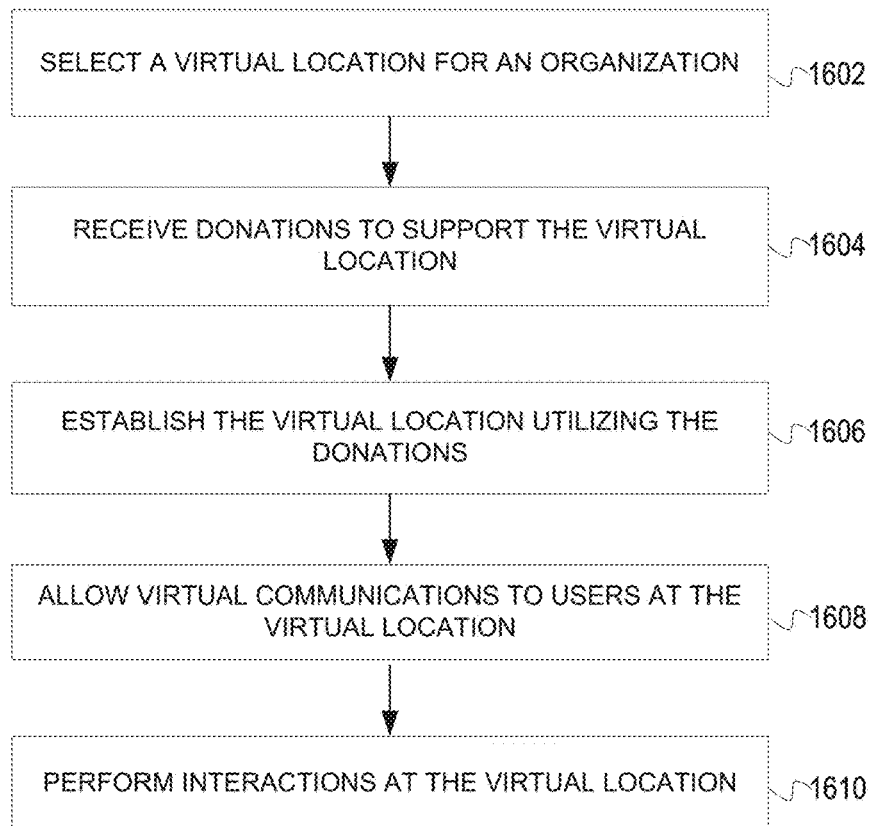 SELECT A VIRTUAL LOCATION FOR AN ORGANIZATION
1602
RECEIVE DONATIONS TO SUPPORT THE VIRTUAL
LOCATION
1604
ESTABLISH THE VIRTUAL LOCATION UTILIZING THE
DONATIONS
1606
ALLOW VIRTUAL COMMUNICATIONS TO USERS AT THE
VIRTUAL LOCATION
1608
PERFORM INTERACTIONS AT THE VIRTUAL LOCATION
1610